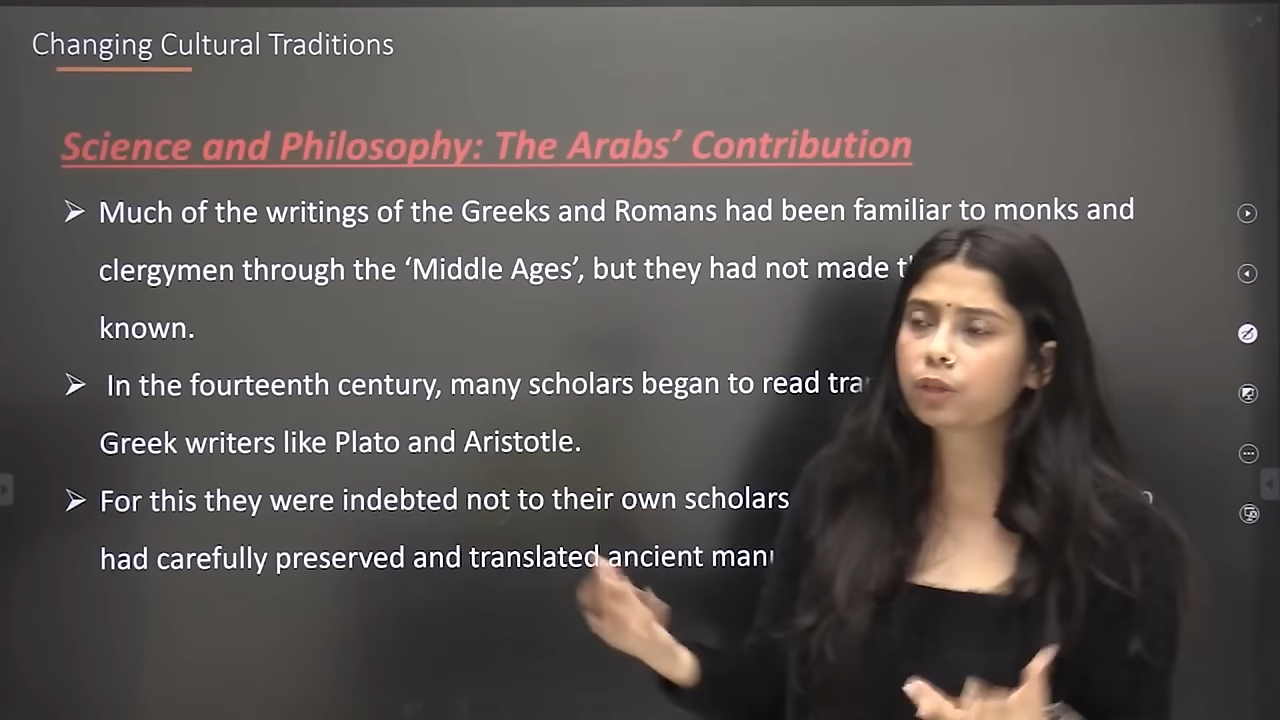 Changing Cultural Traditions
Science and Philosophy: The Arabs’ Contribution
➢ Much of the writings of the Greeks and Romans had been familiar to monks and
clergymen through the ‘Middle Ages’, but they had not made
known.
➢ In the fourteenth century, many scholars began to read
Greek writers like Plato and Aristotle.
➢ For this they were indebted not to their own scholars
had carefully preserved and translated ancient